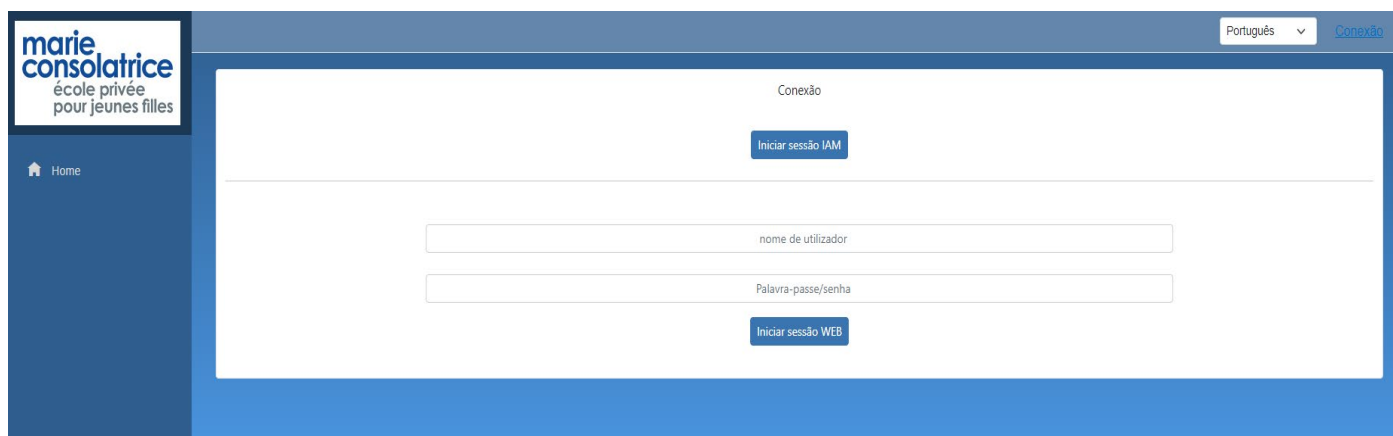 marie
consolatrice
école privée
pour jeunes filles
Home
Português
Conexão
Conexão
Iniciar sessão IAM
nome de utilizador
Palavra-passe/senha
Iniciar sessão WEB